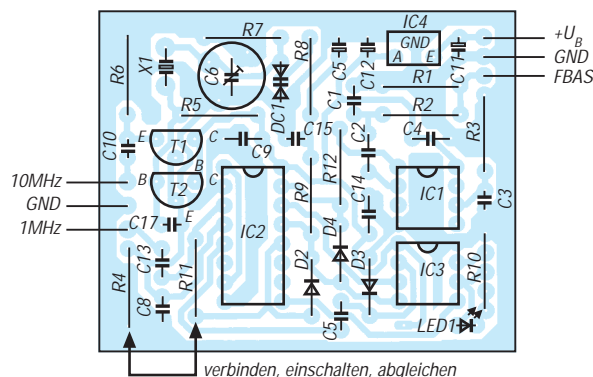 IC4
R7
+UB
GND
GND
A
E
FBAS
R6
X1
C6
DC1
R8
C5
C12
C11
R1
R5
C1
R2
R3
C10
E
T1
C
C9
C15
C2
C4
B
R12
10MHz
B
T2
C
IC2
R9
C14
IC1
C3
GND
E
C17
1MHz
D4
C13
R4
R11
D2
D3
IC3
R10
C8
C5
LED1
verbinden, einschalten, abgleichen